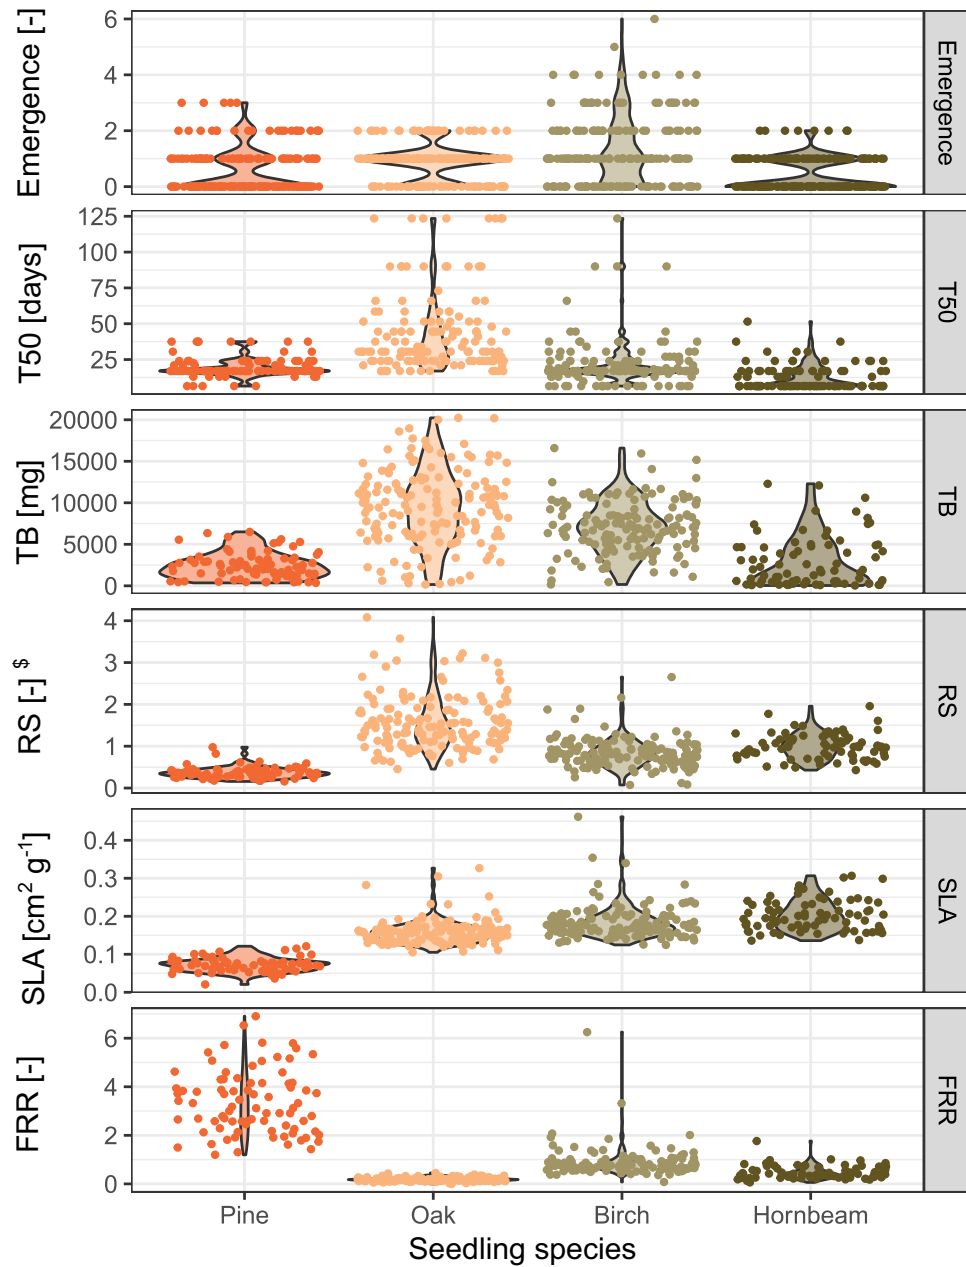 Emergence [-]
6
4
2
0
Emergence
T50 [days]
125
100
75
50
25
T50
TB [mg]
20000
15000
10000
5000
0
TB
RS [-] $
4
3
2
1
0
RS
SLA [cm² g⁻¹]
0.4
0.3
0.2
0.1
0.0
SLA
FRR [-]
6
4
2
0
FRR
Pine Oak Birch Hornbeam
Seedling species